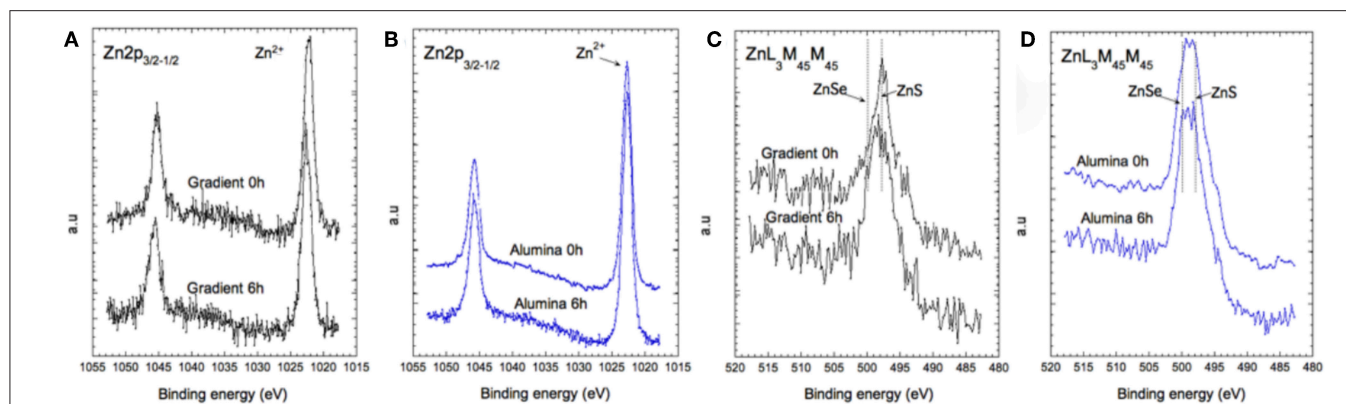 A
Zn2p3/2-1/2
Zn2+
Gradient 0h
Gradient 6h
a.u
1055 1050 1045 1040 1035 1030 1025 1020 1015
Binding energy (eV)
B
Zn2p3/2-1/2
Zn2+
Alumina 0h
Alumina 6h
a.u
1055 1050 1045 1040 1035 1030 1025 1020 1015
Binding energy (eV)
C
ZnL3M45M45
ZnSe
ZnS
Gradient 0h
Gradient 6h
a.u
520 515 510 505 500 495 490 485 480
Binding energy (eV)
D
ZnL3M45M45
ZnSe
ZnS
Alumina 0h
Alumina 6h
a.u
520 515 510 505 500 495 490 485 480
Binding energy (eV)